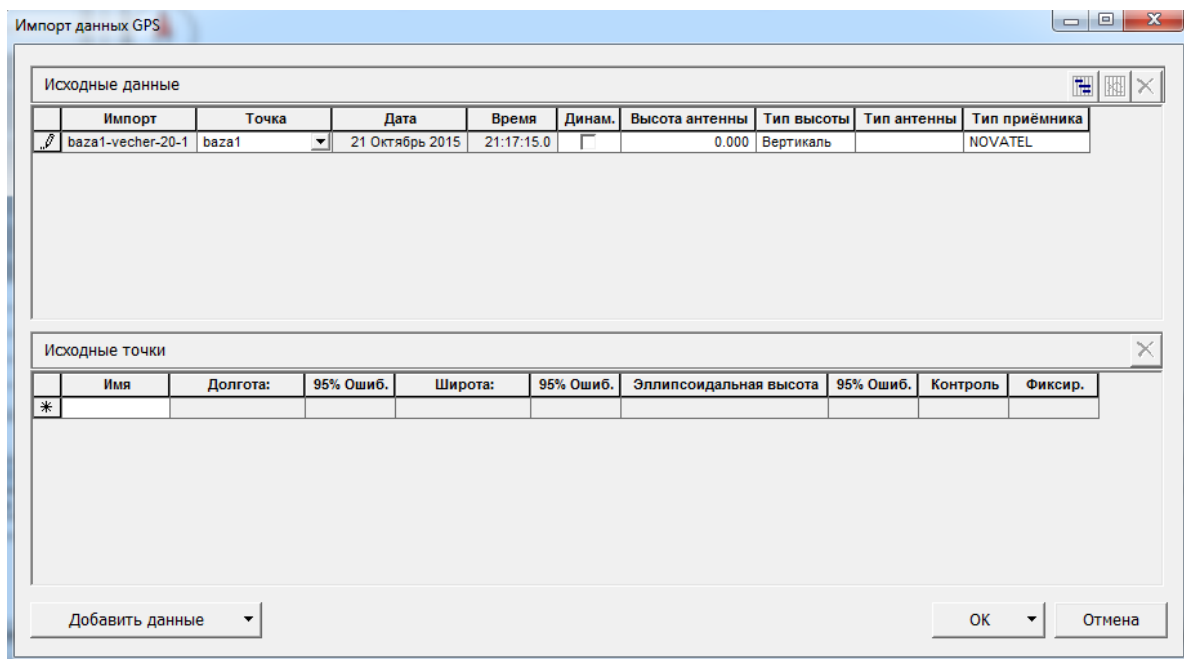 Импорт данных GPS
Исходные данные
Импорт Точка Дата Время Динам. Высота антенны Тип высоты Тип антенны Тип приёмника
baza1-vecher-20-1 baza1 21 Октябрь 2015 21:17:15.0 0.000 Вертикаль NOVATEL
Исходные точки
Имя Долгота: 95% Ошиб. Широта: 95% Ошиб. Эллипсоидальная высота 95% Ошиб. Контроль Фиксир.
Добавить данные OK Отмена